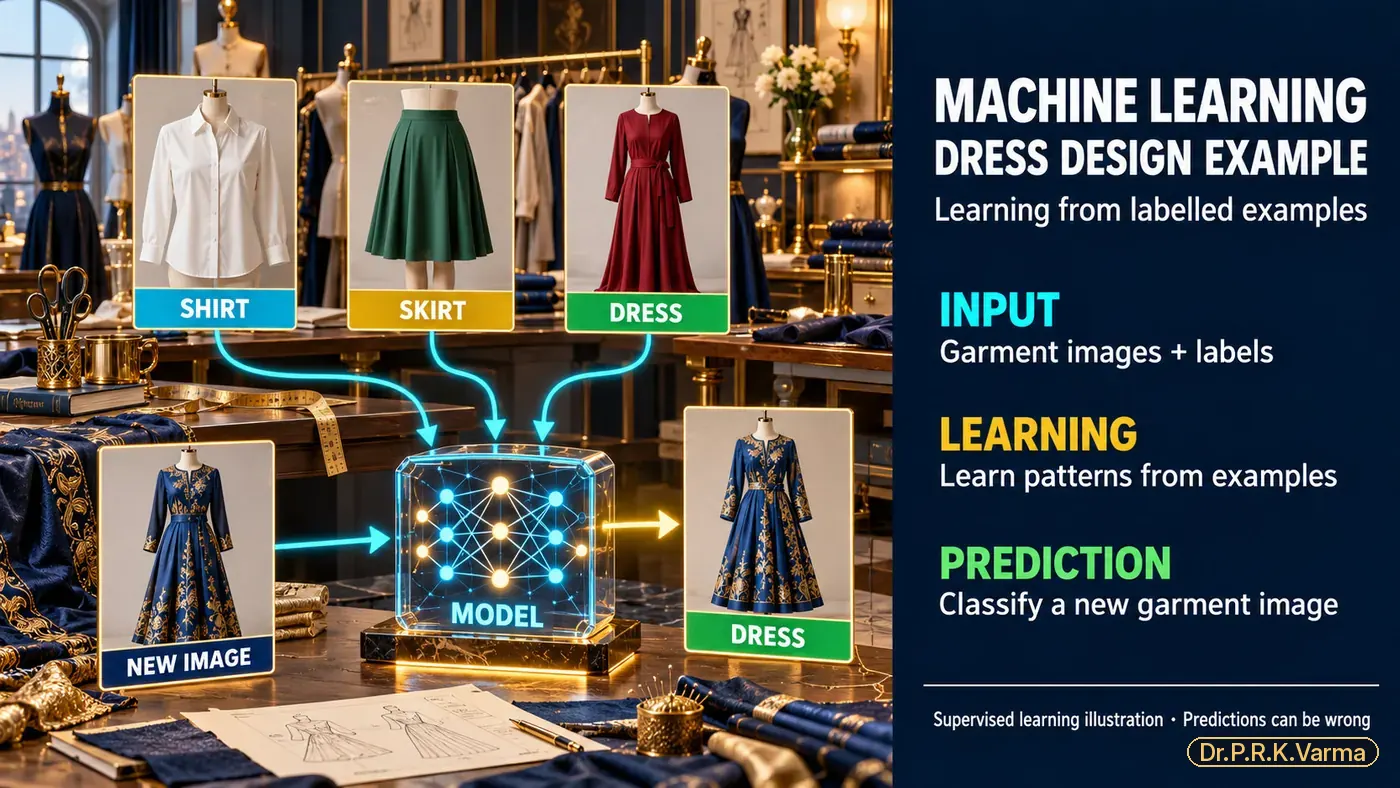 SHIRT
SKIRT
DRESS
NEW IMAGE
MODEL
DRESS
MACHINE LEARNING
DRESS DESIGN EXAMPLE
Learning from labelled examples
INPUT
Garment images + labels
LEARNING
Learn patterns from examples
PREDICTION
Classify a new garment image
Supervised learning illustration • Predictions can be wrong
Dr.P.R.K.Varma